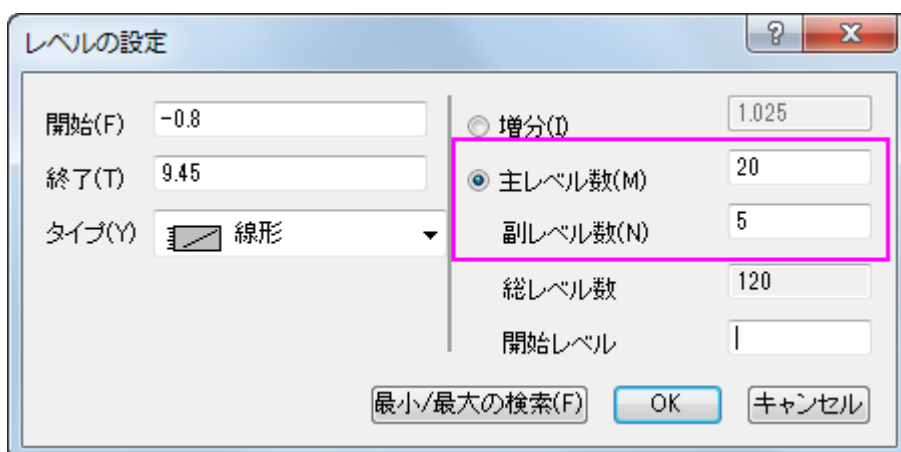 レベルの設定
開始(F) -0.8
終了(T) 9.45
タイプ(Y) 線形
増分(I) 1.025
主レベル数(M) 20
副レベル数(N) 5
総レベル数 120
開始レベル
最小/最大の検索(F) OK キャンセル